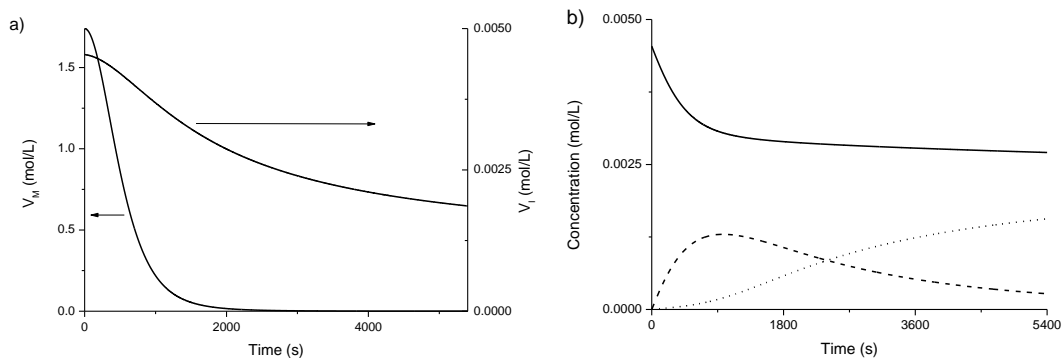 a)
1.5
1.0
0.5
0.0
V_M (mol/L)
0.0050
0.0025
0.0000
V_I (mol/L)
0 2000 4000
Time (s)
b)
0.0050
0.0025
0.0000
Concentration (mol/L)
0 1800 3600 5400
Time (s)